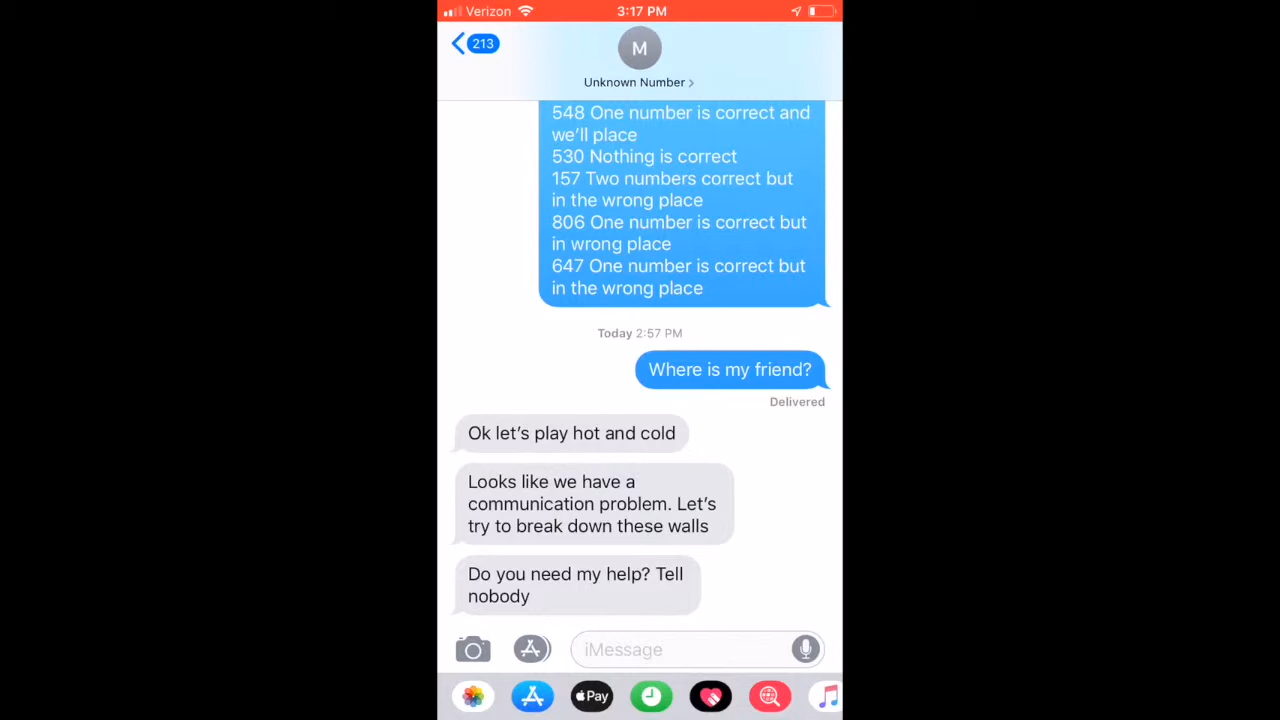 Verizon 3:17 PM
213
M
Unknown Number >
548 One number is correct and
we'll place
530 Nothing is correct
157 Two numbers correct but
in the wrong place
806 One number is correct but
in wrong place
647 One number is correct but
in the wrong place
Today 2:57 PM
Where is my friend?
Delivered
Ok let's play hot and cold
Looks like we have a
communication problem. Let's
try to break down these walls
Do you need my help? Tell
nobody
iMessage
Pay